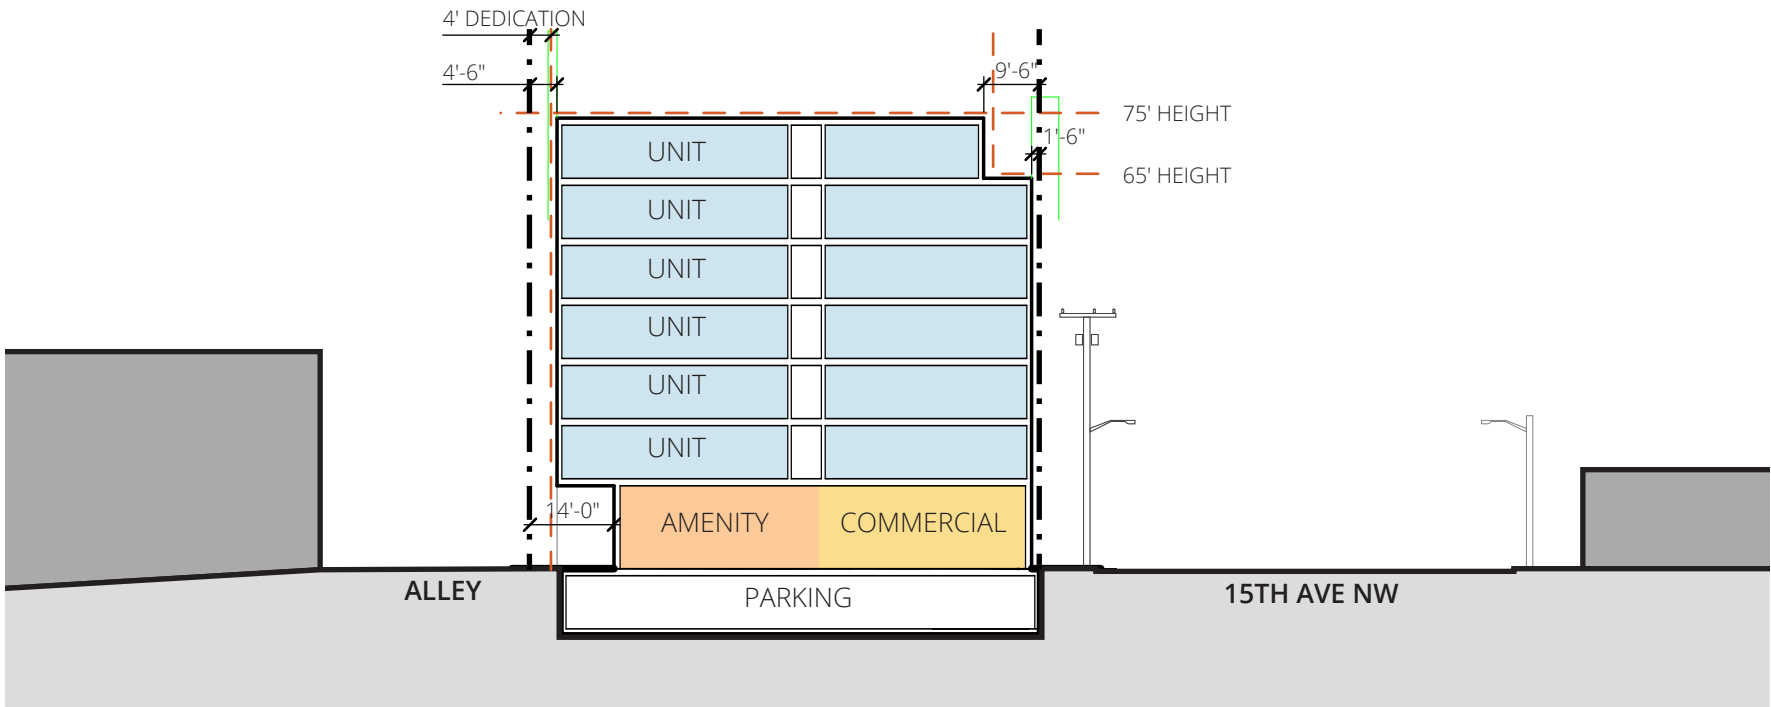 4' DEDICATION
4'-6"
9'-6"
75' HEIGHT
1'-6"
UNIT
65' HEIGHT
UNIT
UNIT
UNIT
UNIT
UNIT
14'-0"
AMENITY
COMMERCIAL
ALLEY
PARKING
15TH AVE NW